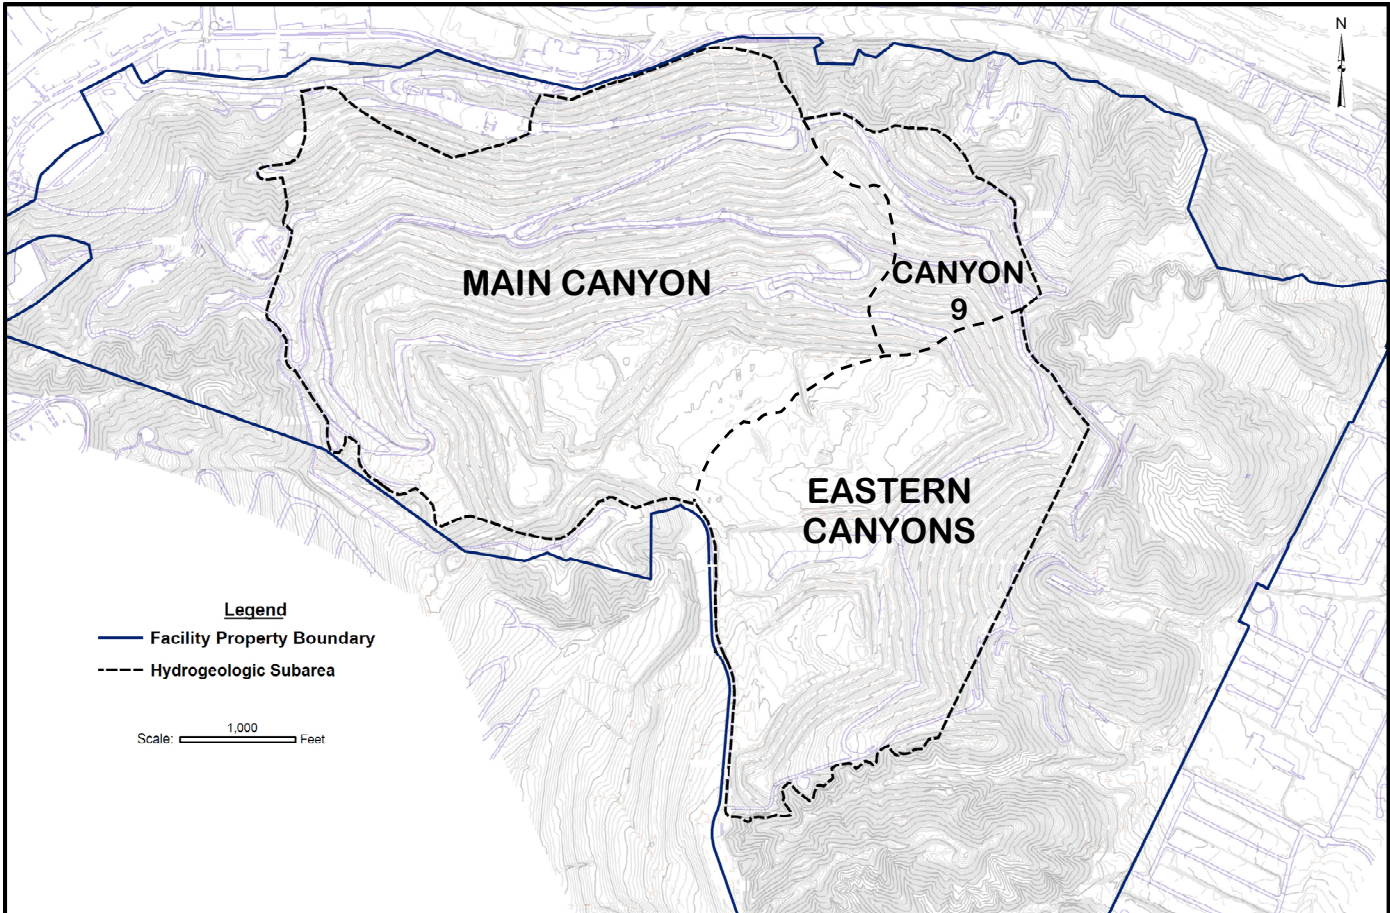 N
MAIN CANYON
CANYON
9
EASTERN
CANYONS
Legend
Facility Property Boundary
Hydrogeologic Subarea
1,000
Scale: Feet